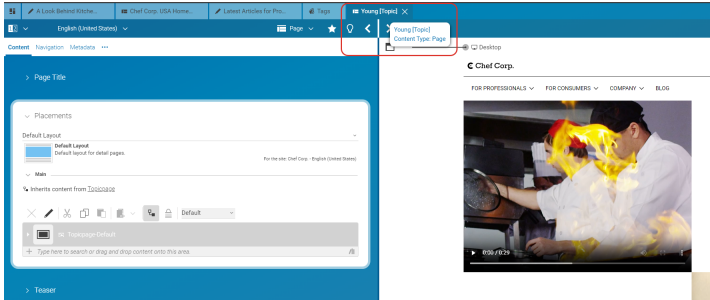 A Look Behind Kitche...
Chef Corp. USA Home...
Latest Articles for Pro...
Tags
Young [Topic]
English (United States)
Page
Young [Topic]
Content Type: Page
Content Navigation Metadata
Desktop
Page Title
Chef Corp.
FOR PROFESSIONALS
FOR CONSUMERS
COMPANY
BLOG
Placements
Default Layout
Default Layout
Default layout for detail pages.
For the site: Chef Corp. - English (United States)
Main
Inherits content from Topicpage
Default
Topicpage Default
Type here to search or drag and drop content onto this area.
0:00 / 0:29
Teaser